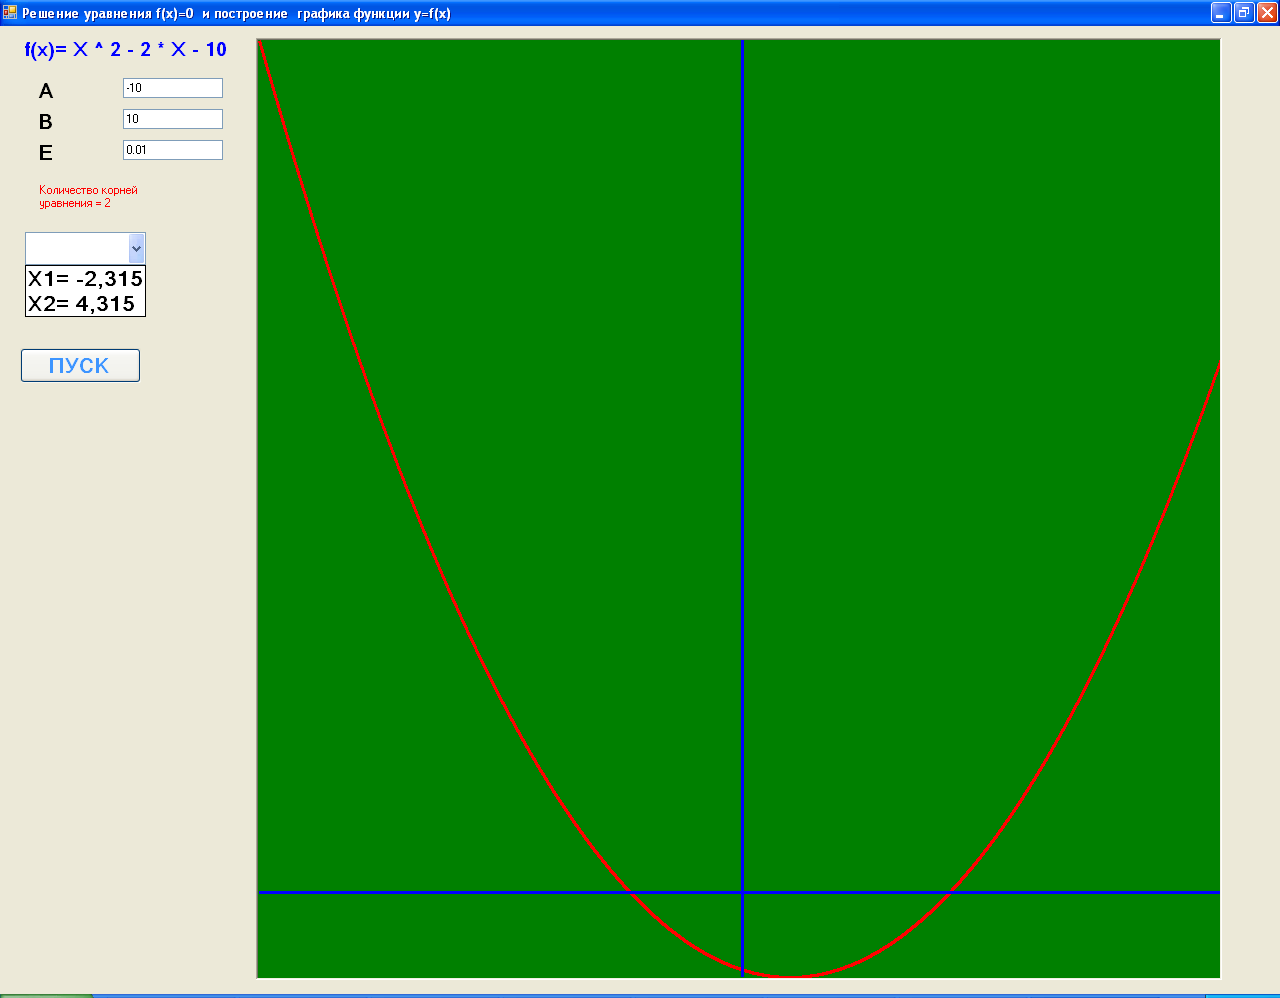 Решение уравнения f(x)=0 и построение графика функции y=f(x)
f(x)= X ^ 2 - 2 * X - 10
A -10
B 10
E 0.01
Количество корней
уравнения = 2
X1= -2,315
X2= 4,315
ПУСК